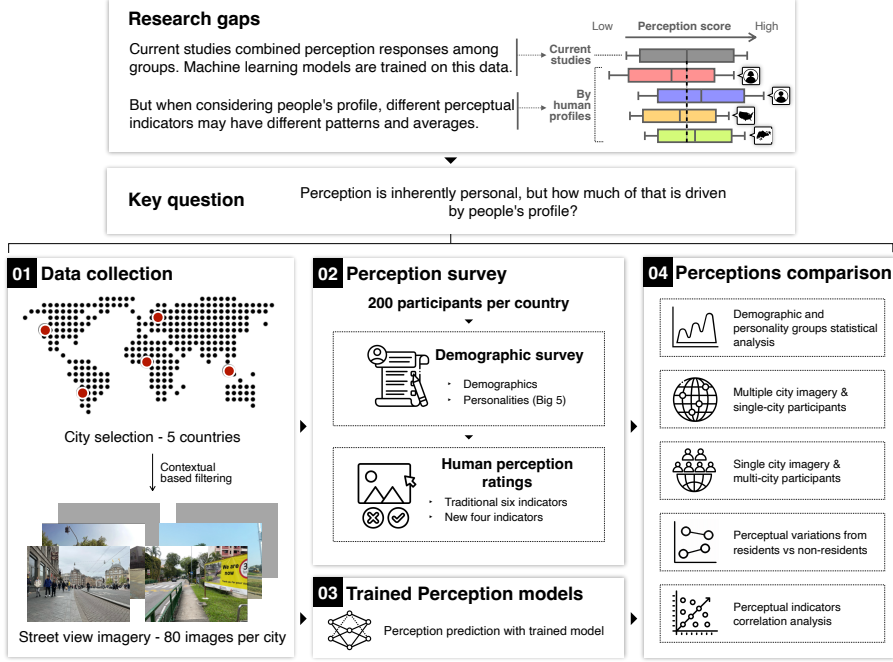 Research gaps
Current studies combined perception responses among
groups. Machine learning models are trained on this data.
But when considering people's profile, different perceptual
indicators may have different patterns and averages.
Low Perception score High
Current
studies
By
human
profiles
Key question
Perception is inherently personal, but how much of that is driven
by people's profile?
01 Data collection
City selection - 5 countries
Contextual
based filtering
We are
now
3
Street view imagery - 80 images per city
02 Perception survey
200 participants per country
Demographic survey
‣ Demographics
‣ Personalities (Big 5)
Human perception
ratings
‣ Traditional six indicators
‣ New four indicators
03 Trained Perception models
Perception prediction with trained model
04 Perceptions comparison
Demographic and
personality groups statistical
analysis
Multiple city imagery &
single-city participants
Single city imagery &
multi-city participants
Perceptual variations from
residents vs non-residents
Perceptual indicators
correlation analysis